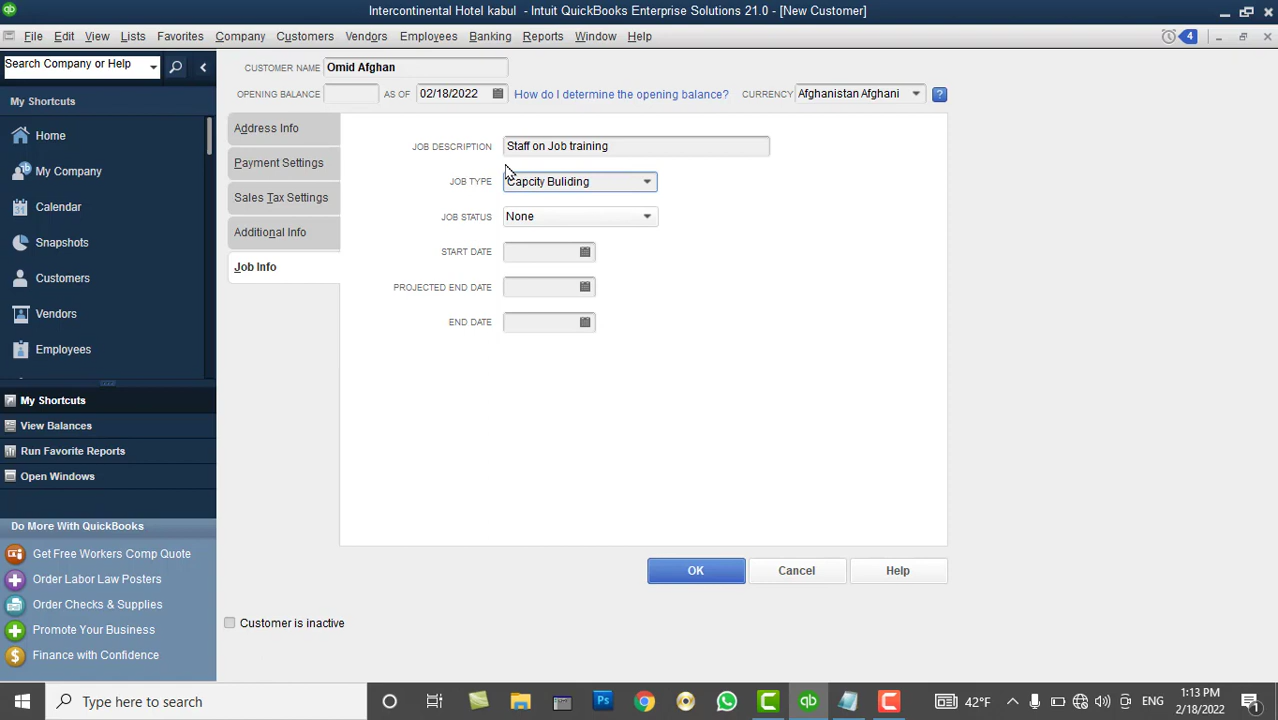 Intercontinental Hotel kabul - Intuit QuickBooks Enterprise Solutions 21.0 - [New Customer]
File Edit View Lists Favorites Company Customers Vendors Employees Banking Reports Window Help
4
Search Company or Help
My Shortcuts
Home
My Company
Calendar
Snapshots
Customers
Vendors
Employees
My Shortcuts
View Balances
Run Favorite Reports
Open Windows
Do More With QuickBooks
Get Free Workers Comp Quote
Order Labor Law Posters
Order Checks & Supplies
Promote Your Business
Finance with Confidence
CUSTOMER NAME Omid Afghan
OPENING BALANCE AS OF 02/18/2022 How do I determine the opening balance? CURRENCY Afghanistan Afghani ?
Address Info
Payment Settings
Sales Tax Settings
Additional Info
Job Info
JOB DESCRIPTION Staff on Job training
JOB TYPE Capcity Buliding
JOB STATUS None
START DATE
PROJECTED END DATE
END DATE
OK Cancel Help
Customer is inactive
Type here to search
Ps
qb
42°F
ENG
1:13 PM
2/18/2022
1